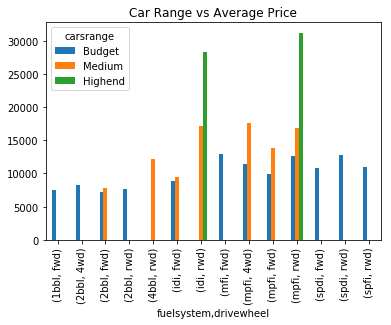 Car Range vs Average Price
carsrange
Budget
Medium
Highend
30000
25000
20000
15000
10000
5000
0
(1bbl, fwd)
(2bbl, 4wd)
(2bbl, fwd)
(2bbl, rwd)
(4bbl, rwd)
(idi, fwd)
(idi, rwd)
(mfi, fwd)
(mpfi, 4wd)
(mpfi, fwd)
(mpfi, rwd)
(spdi, fwd)
(spdi, rwd)
(spfi, rwd)
fuelsystem,drivewheel